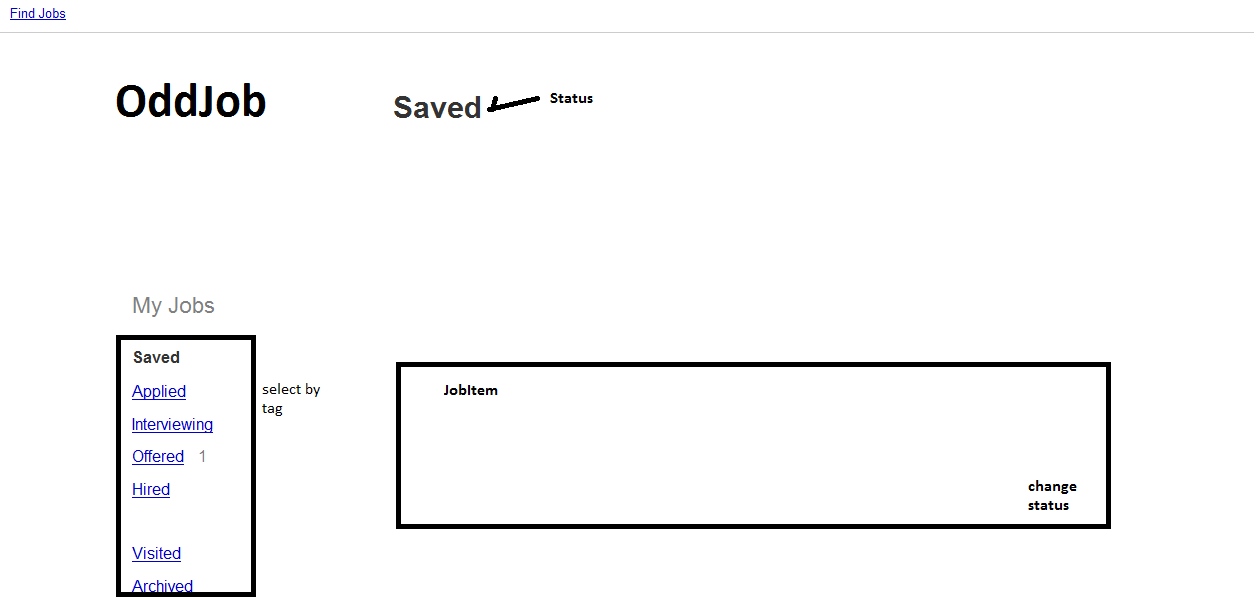 Find Jobs
OddJob
Saved
Status
My Jobs
Saved
Applied
Interviewing
Offered 1
Hired
Visited
Archived
select by
tag
JobItem
change
status